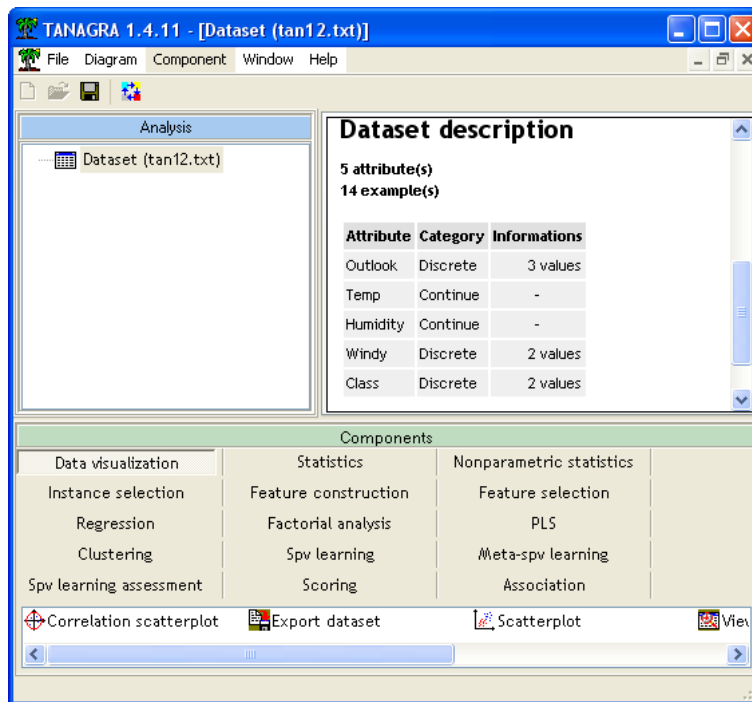 TANAGRA 1.4.11 - [Dataset (tan12.txt)]
File Diagram Component Window Help
Analysis
Dataset (tan12.txt)
Dataset description
5 attribute(s)
14 example(s)
Attribute Category Informations
Outlook Discrete 3 values
Temp Continue -
Humidity Continue -
Windy Discrete 2 values
Class Discrete 2 values
Components
Data visualization Statistics Nonparametric statistics
Instance selection Feature construction Feature selection
Regression Factorial analysis PLS
Clustering Spv learning Meta-spv learning
Spv learning assessment Scoring Association
Correlation scatterplot Export dataset Scatterplot